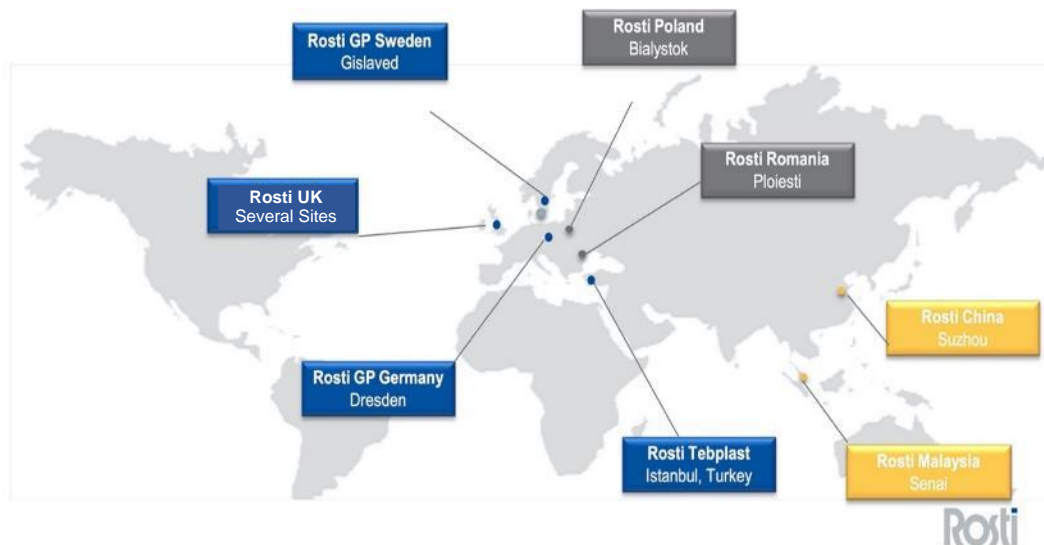 Rosti GP Sweden
Gislaved
Rosti Poland
Bialystok
Rosti Romania
Ploiesti
Rosti UK
Several Sites
Rosti China
Suzhou
Rosti GP Germany
Dresden
Rosti Tebplast
Istanbul, Turkey
Rosti Malaysia
Senai
Rosti